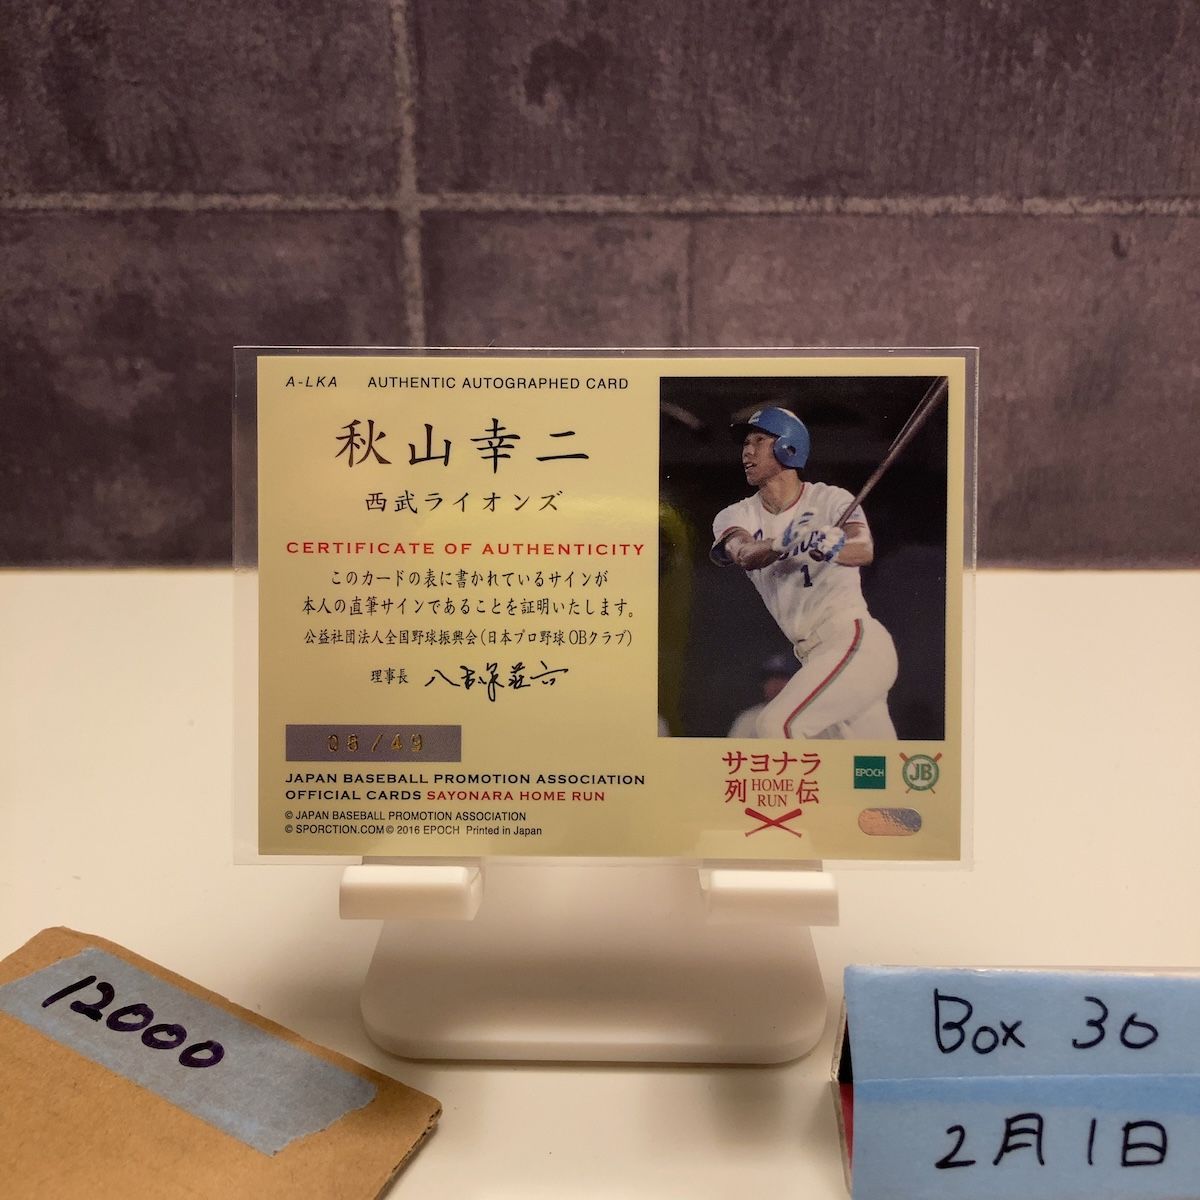 A-LKA AUTHENTIC AUTOGRAPHED CARD
秋山幸二
西武ライオンズ
CERTIFICATE OF AUTHENTICITY
このカードの表に書かれているサインが
本人の直筆サインであることを証明いたします。
公益社団法人全国野球振興会(日本プロ野球OBクラブ)
理事長
08/49
JAPAN BASEBALL PROMOTION ASSOCIATION
OFFICIAL CARDS SAYONARA HOME RUN
© JAPAN BASEBALL PROMOTION ASSOCIATION
© SPORCTION.COM © 2016 EPOCH Printed in Japan
1
サヨナラ
列 HOME RUN 伝
EPOCH
JB
12000
Box 30
2月1日